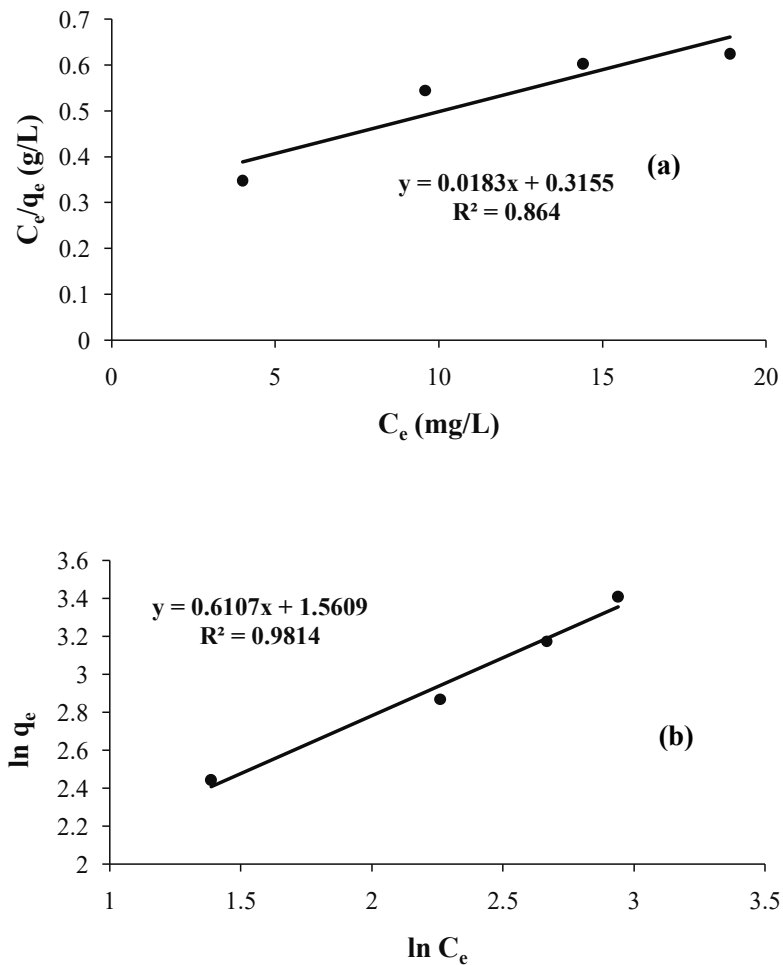 0.7
0.6
0.5
0.4
0.3
0.2
0.1
0
0 5 10 15 20
C_e/q_e (g/L)
C_e (mg/L)
(a)
y = 0.0183x + 0.3155
R² = 0.864
3.6
3.4
3.2
3
2.8
2.6
2.4
2.2
2
1 1.5 2 2.5 3 3.5
y = 0.6107x + 1.5609
R² = 0.9814
ln q_e
(b)
ln C_e